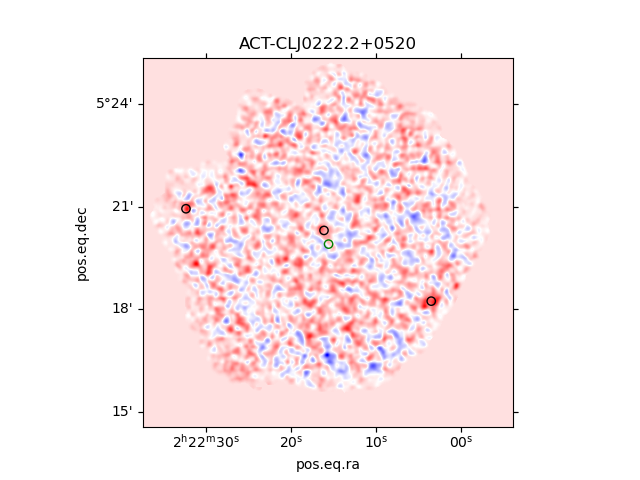 ACT-CLJ0222.2+0520
5°24'
21'
18'
15'
pos.eq.dec
2ʰ22ᵐ30ˢ 20ˢ 10ˢ 00ˢ
pos.eq.ra